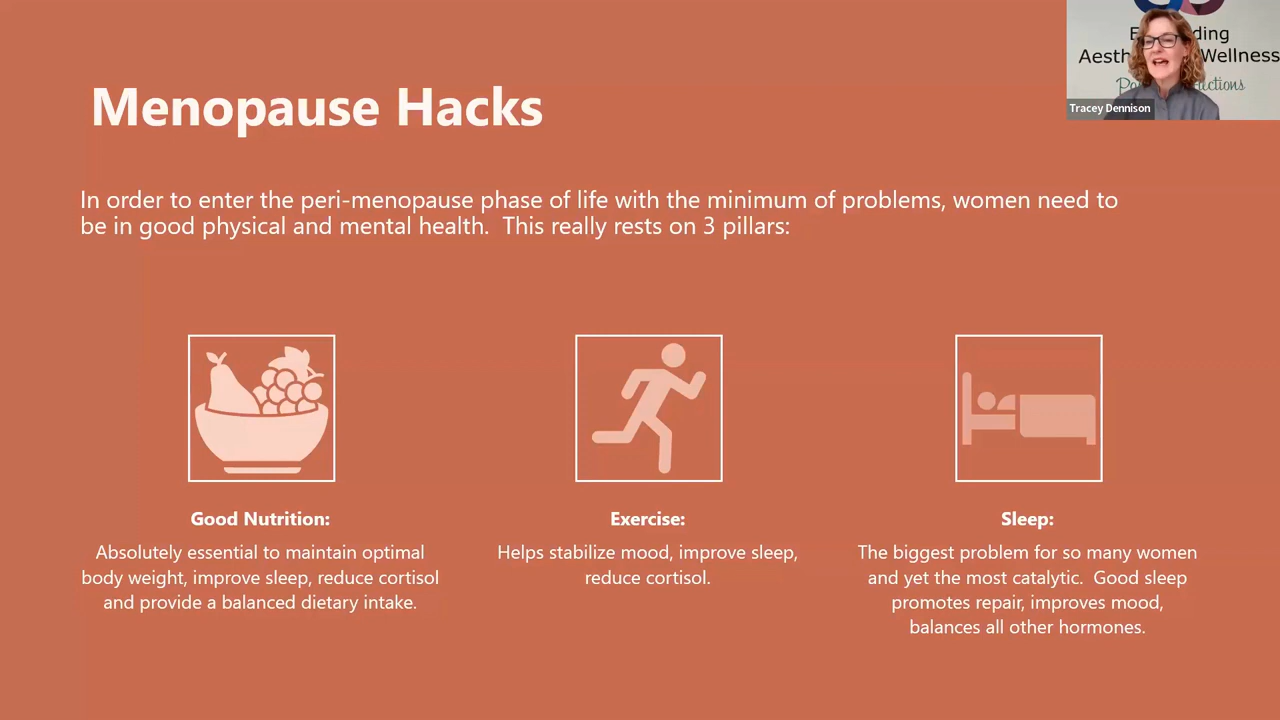 Menopause Hacks
In order to enter the peri-menopause phase of life with the minimum of problems, women need to
be in good physical and mental health.  This really rests on 3 pillars:
Good Nutrition:
Absolutely essential to maintain optimal
body weight, improve sleep, reduce cortisol
and provide a balanced dietary intake.
Exercise:
Helps stabilize mood, improve sleep,
reduce cortisol.
Sleep:
The biggest problem for so many women
and yet the most catalytic.  Good sleep
promotes repair, improves mood,
balances all other hormones.
Wellness
Tracey Dennison